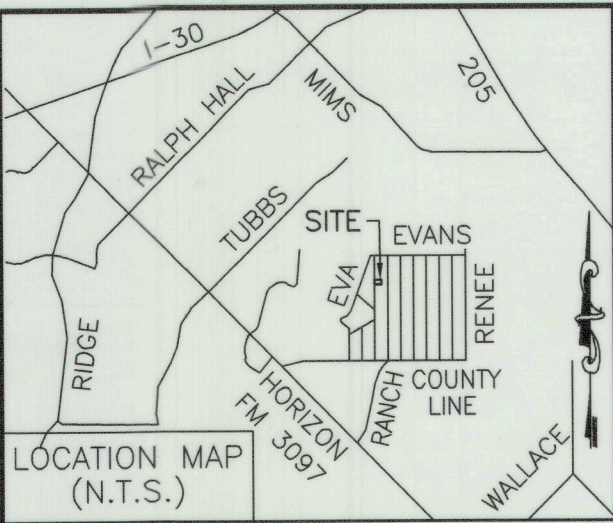 I-30
RALPH HALL
MIMS
205
TUBBS
SITE
EVANS
EVA
RENEE
RIDGE
HORIZON
FM 3097
RANCH
COUNTY
LINE
WALLACE
LOCATION MAP
(N.T.S.)